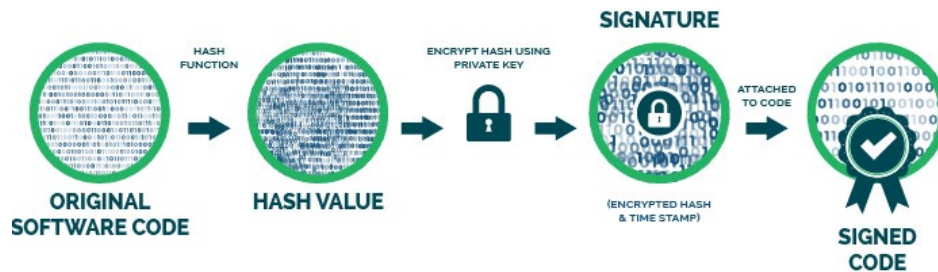 SIGNATURE
HASH
FUNCTION
ENCRYPT HASH USING
PRIVATE KEY
ATTACHED
TO CODE
ORIGINAL
SOFTWARE CODE
HASH VALUE
(ENCRYPTED HASH
& TIME STAMP)
SIGNED
CODE